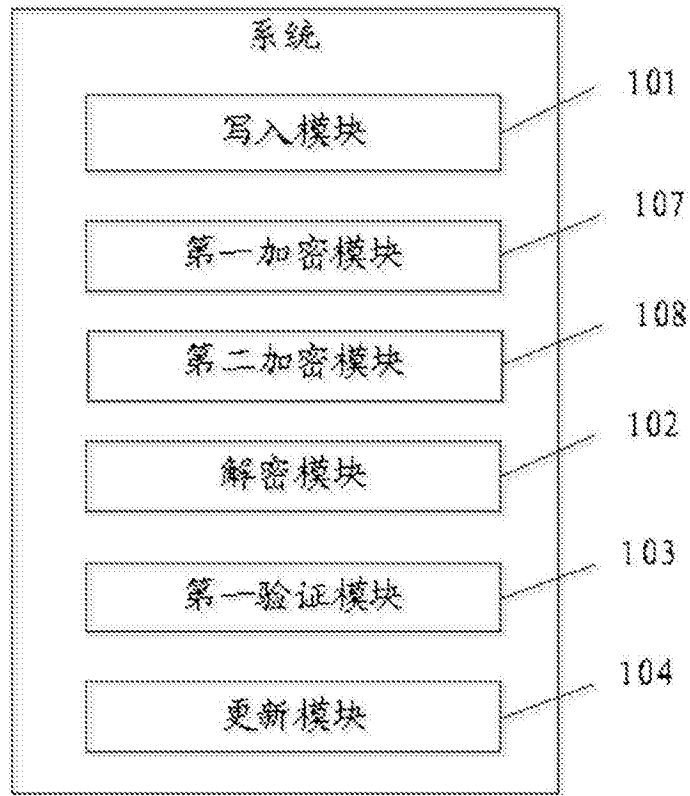 系统
写入模块
101
第一加密模块
107
第二加密模块
108
解密模块
102
第一验证模块
103
更新模块
104